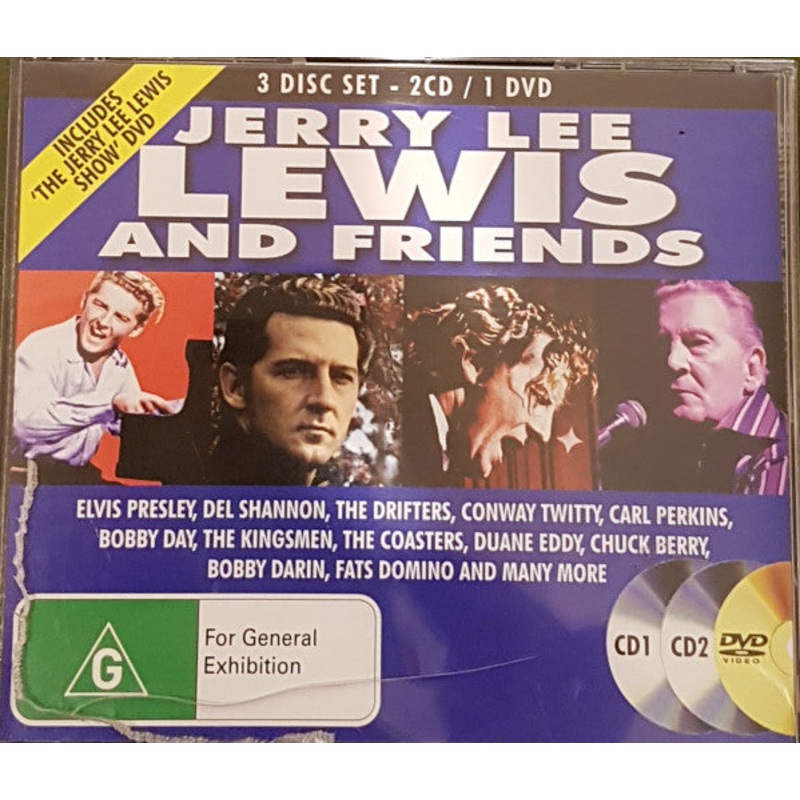 3 DISC SET - 2CD / 1 DVD
INCLUDES
'THE JERRY LEE LEWIS
SHOW' DVD
JERRY LEE
LEWIS
AND FRIENDS
ELVIS PRESLEY, DEL SHANNON, THE DRIFTERS, CONWAY TWITTY, CARL PERKINS,
BOBBY DAY, THE KINGSMEN, THE COASTERS, DUANE EDDY, CHUCK BERRY,
BOBBY DARIN, FATS DOMINO AND MANY MORE
G
For General
Exhibition
CD1
CD2
DVD
VIDEO